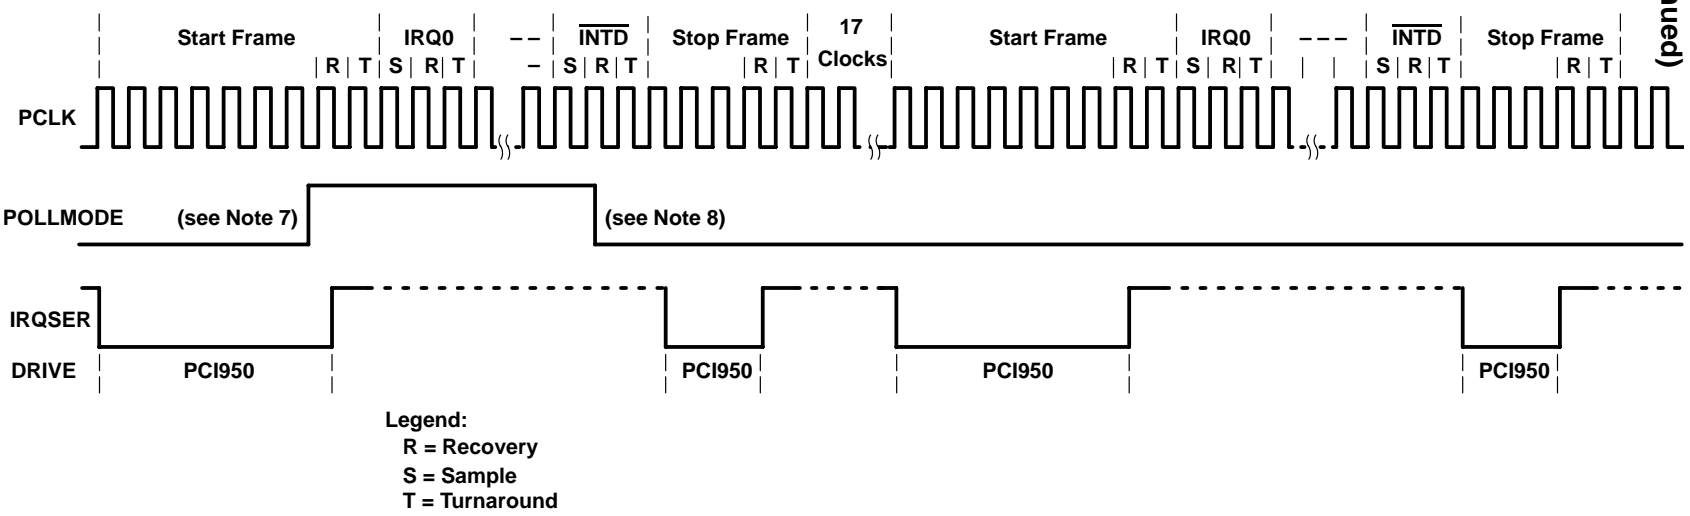 nued)
Start Frame IRQ0 – – INTD Stop Frame 17 Start Frame IRQ0 – – – INTD Stop Frame
R T S R T – S R T R T Clocks R T S R T S R T R T
PCLK
POLLMODE (see Note 7) (see Note 8)
IRQSER
DRIVE PCI950 PCI950 PCI950 PCI950
Legend:
R = Recovery
S = Sample
T = Turnaround